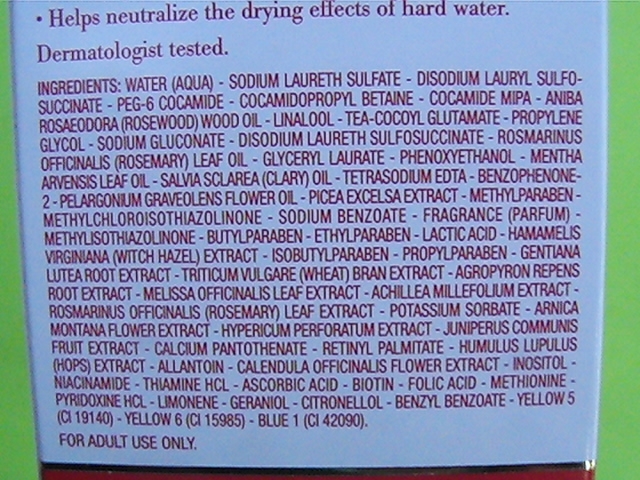 • Helps neutralize the drying effects of hard water.
Dermatologist tested.
INGREDIENTS: WATER (AQUA) - SODIUM LAURETH SULFATE - DISODIUM LAURYL SULFO-
SUCCINATE - PEG-6 COCAMIDE - COCAMIDOPROPYL BETAINE - COCAMIDE MIPA - ANIBA
ROSAEODORA (ROSEWOOD) WOOD OIL - LINALOOL - TEA-COCOYL GLUTAMATE - PROPYLENE
GLYCOL - SODIUM GLUCONATE - DISODIUM LAURETH SULFOSUCCINATE - ROSMARINUS
OFFICINALIS (ROSEMARY) LEAF OIL - GLYCERYL LAURATE - PHENOXYETHANOL - MENTHA
ARVENSIS LEAF OIL - SALVIA SCLAREA (CLARY) OIL - TETRASODIUM EDTA - BENZOPHENONE-
2 - PELARGONIUM GRAVEOLENS FLOWER OIL - PICEA EXCELSA EXTRACT - METHYLPARABEN -
METHYLCHLOROISOTHIAZOLINONE - SODIUM BENZOATE - FRAGRANCE (PARFUM) -
METHYLISOTHIAZOLINONE - BUTYLPARABEN - ETHYLPARABEN - LACTIC ACID - HAMAMELIS
VIRGINIANA (WITCH HAZEL) EXTRACT - ISOBUTYLPARABEN - PROPYLPARABEN - GENTIANA
LUTEA ROOT EXTRACT - TRITICUM VULGARE (WHEAT) BRAN EXTRACT - AGROPYRON REPENS
ROOT EXTRACT - MELISSA OFFICINALIS LEAF EXTRACT - ACHILLEA MILLEFOLIUM EXTRACT -
ROSMARINUS OFFICINALIS (ROSEMARY) LEAF EXTRACT - POTASSIUM SORBATE - ARNICA
MONTANA FLOWER EXTRACT - HYPERICUM PERFORATUM EXTRACT - JUNIPERUS COMMUNIS
FRUIT EXTRACT - CALCIUM PANTOTHENATE - RETINYL PALMITATE - HUMULUS LUPULUS
(HOPS) EXTRACT - ALLANTOIN - CALENDULA OFFICINALIS FLOWER EXTRACT - INOSITOL -
NIACINAMIDE - THIAMINE HCL - ASCORBIC ACID - BIOTIN - FOLIC ACID - METHIONINE -
PYRIDOXINE HCL - LIMONENE - GERANIOL - CITRONELLOL - BENZYL BENZOATE - YELLOW 5
(CI 19140) - YELLOW 6 (CI 15985) - BLUE 1 (CI 42090).
FOR ADULT USE ONLY.